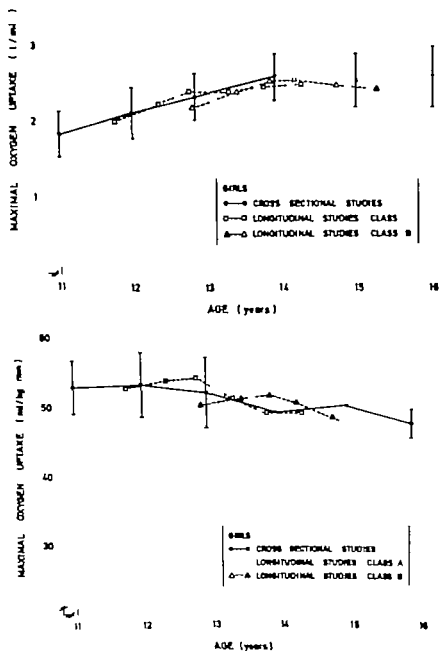 MAXIMAL OXYGEN UPTAKE ( l / min )
3
2
1
GIRLS
CROSS SECTIONAL STUDIES
LONGITUDINAL STUDIES CLASS
LONGITUDINAL STUDIES CLASS B
11 12 13 14 15 16
AGE (years)
MAXIMAL OXYGEN UPTAKE ( ml / kg min )
60
50
40
30
GIRLS
CROSS SECTIONAL STUDIES
LONGITUDINAL STUDIES CLASS A
LONGITUDINAL STUDIES CLASS B
11 12 13 14 15 16
AGE (years)